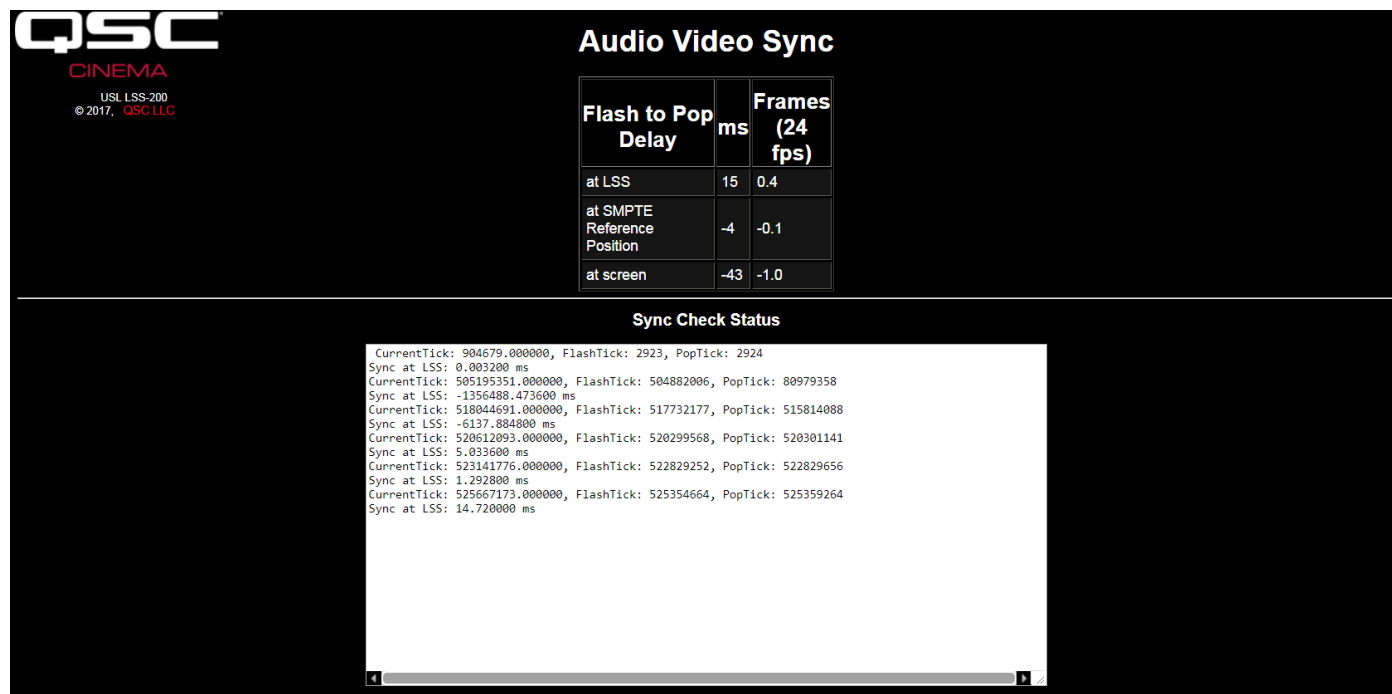 QSC
CINEMA
USL LSS-200
© 2017, QSC LLC
Audio Video Sync
Flash to Pop
Delay
ms
Frames
(24
fps)
at LSS 15 0.4
at SMPTE
Reference
Position
-4 -0.1
at screen -43 -1.0
Sync Check Status
CurrentTick: 904679.000000, FlashTick: 2923, PopTick: 2924
Sync at LSS: 0.003200 ms
CurrentTick: 505195351.000000, FlashTick: 504882006, PopTick: 80979358
Sync at LSS: -1356488.473600 ms
CurrentTick: 518044691.000000, FlashTick: 517732177, PopTick: 515814088
Sync at LSS: -6137.884800 ms
CurrentTick: 520612093.000000, FlashTick: 520299568, PopTick: 520301141
Sync at LSS: 5.033600 ms
CurrentTick: 523141776.000000, FlashTick: 522829252, PopTick: 522829656
Sync at LSS: 1.292800 ms
CurrentTick: 525667173.000000, FlashTick: 525354664, PopTick: 525359264
Sync at LSS: 14.720000 ms